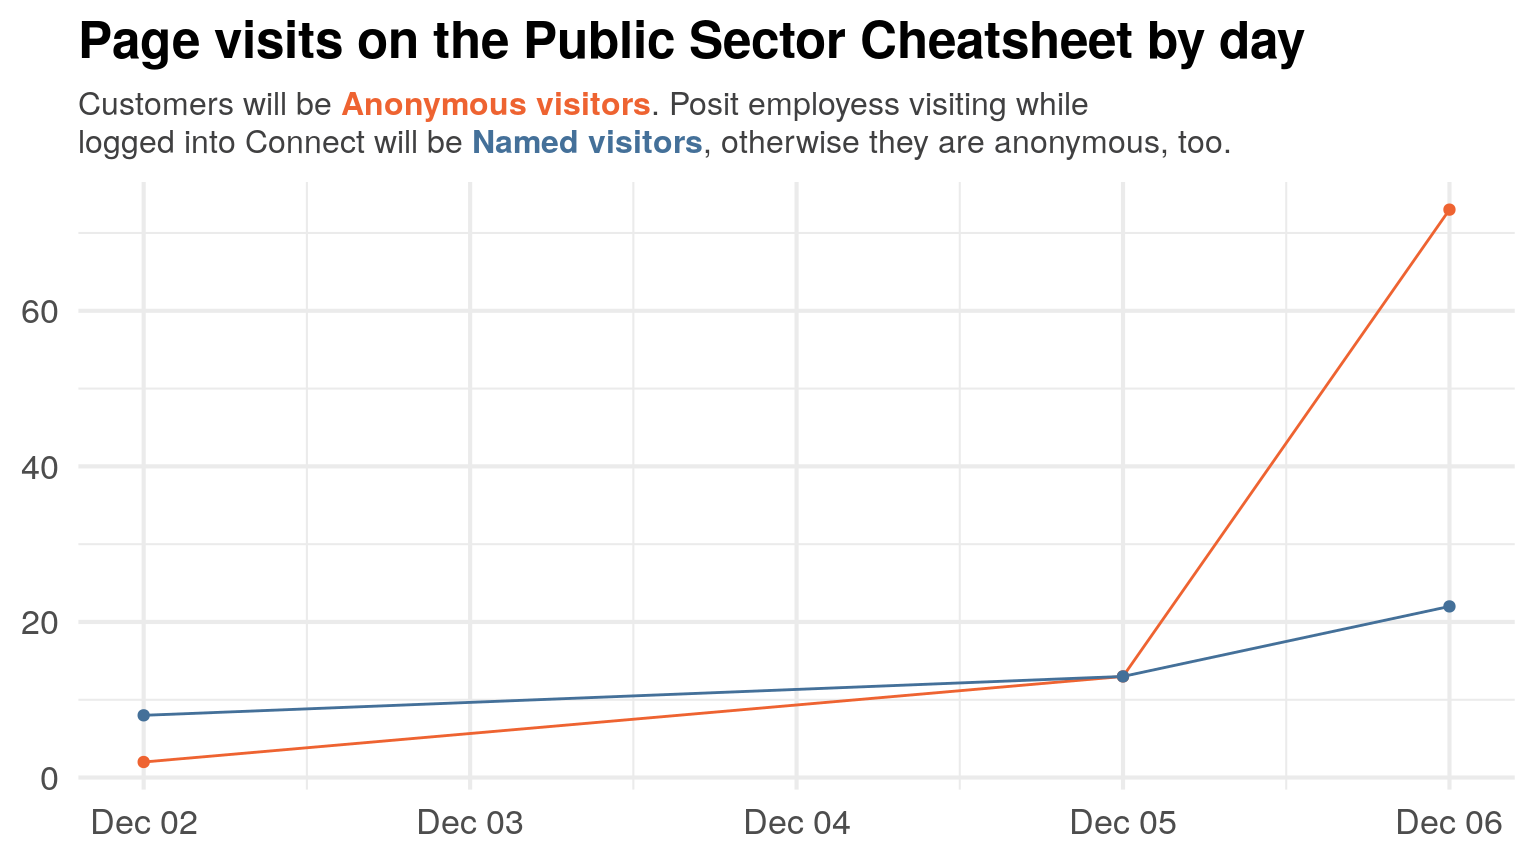 Page visits on the Public Sector Cheatsheet by day
Customers will be Anonymous visitors. Posit employess visiting while
logged into Connect will be Named visitors, otherwise they are anonymous, too.
60
40
20
0
Dec 02 Dec 03 Dec 04 Dec 05 Dec 06